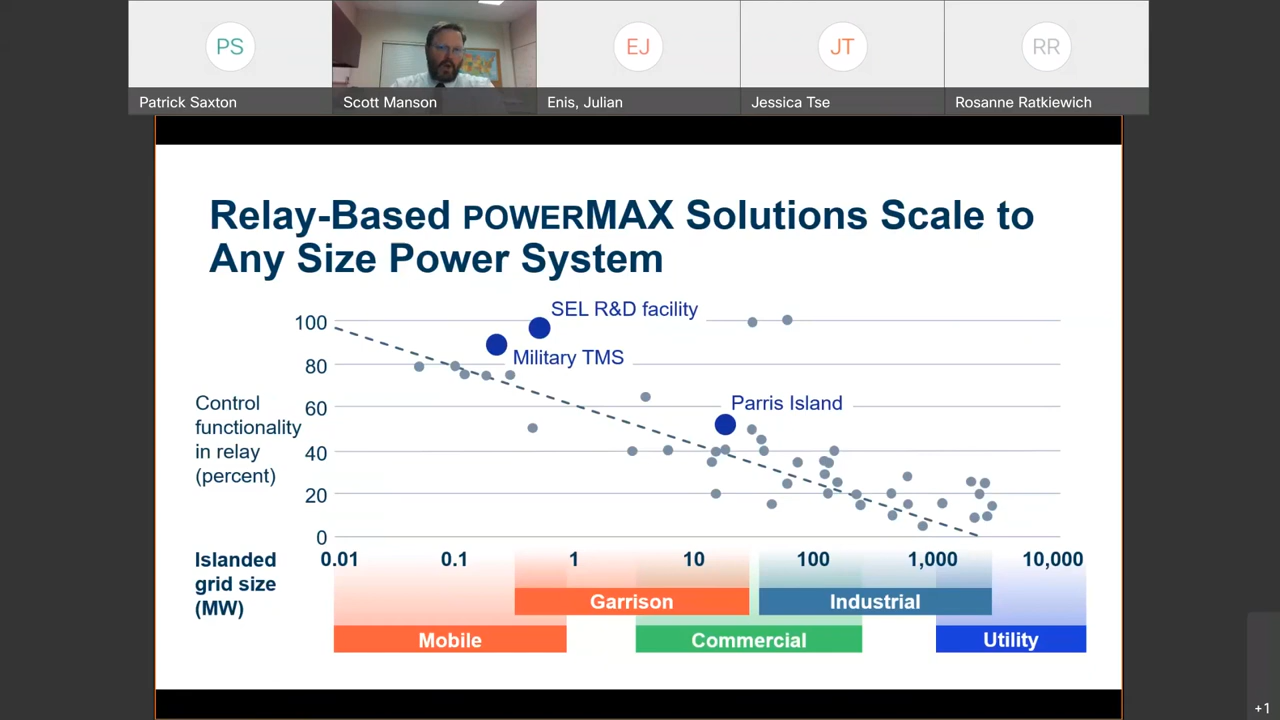 PS
EJ
JT
RR
Patrick Saxton
Scott Manson
Enis, Julian
Jessica Tse
Rosanne Ratkiewich
Relay-Based POWERMAX Solutions Scale to
Any Size Power System
SEL R&D facility
Military TMS
Parris Island
Control
functionality
in relay
(percent)
100
80
60
40
20
0
Islanded
grid size
(MW)
0.01
0.1
1
10
100
1,000
10,000
Garrison
Industrial
Mobile
Commercial
Utility
+1